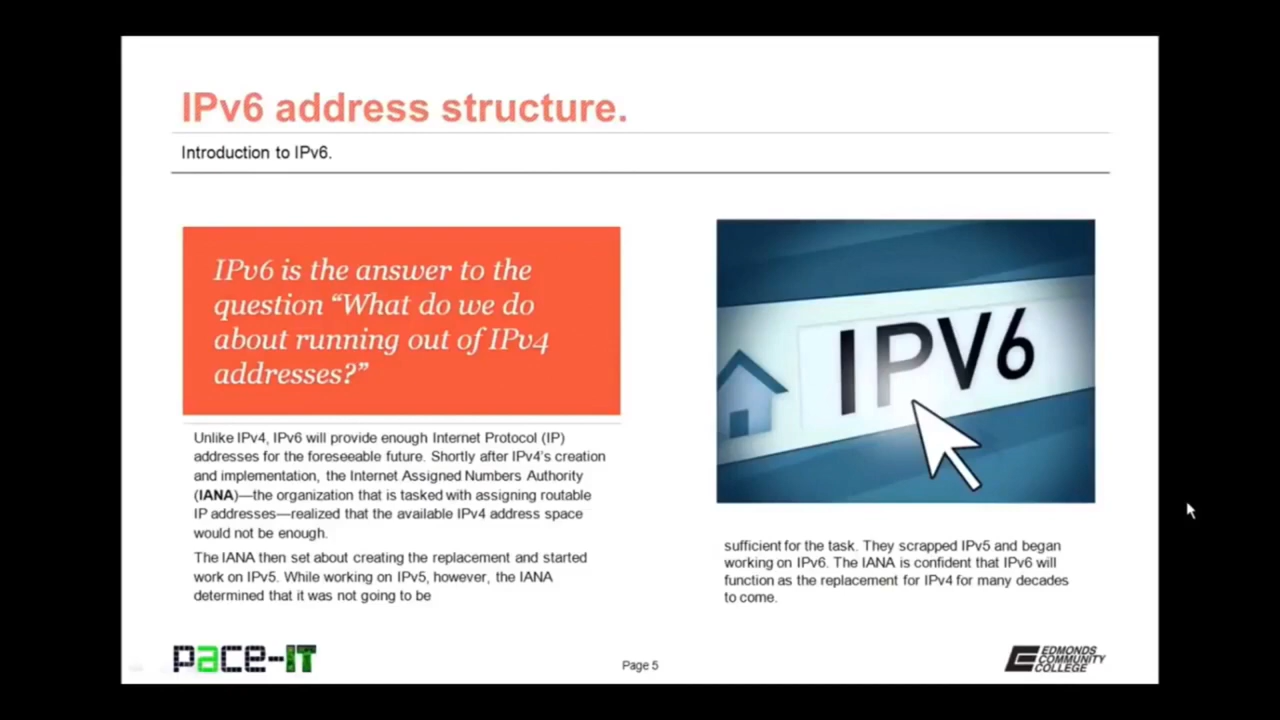 IPv6 address structure.
Introduction to IPv6.
IPv6 is the answer to the
question “What do we do
about running out of IPv4
addresses?”
Unlike IPv4, IPv6 will provide enough Internet Protocol (IP)
addresses for the foreseeable future. Shortly after IPv4’s creation
and implementation, the Internet Assigned Numbers Authority
(IANA)—the organization that is tasked with assigning routable
IP addresses—realized that the available IPv4 address space
would not be enough.
The IANA then set about creating the replacement and started
work on IPv5. While working on IPv5, however, the IANA
determined that it was not going to be
IPV6
sufficient for the task. They scrapped IPv5 and began
working on IPv6. The IANA is confident that IPv6 will
function as the replacement for IPv4 for many decades
to come.
pace-IT
Page 5
EDMONDS
COMMUNITY
COLLEGE